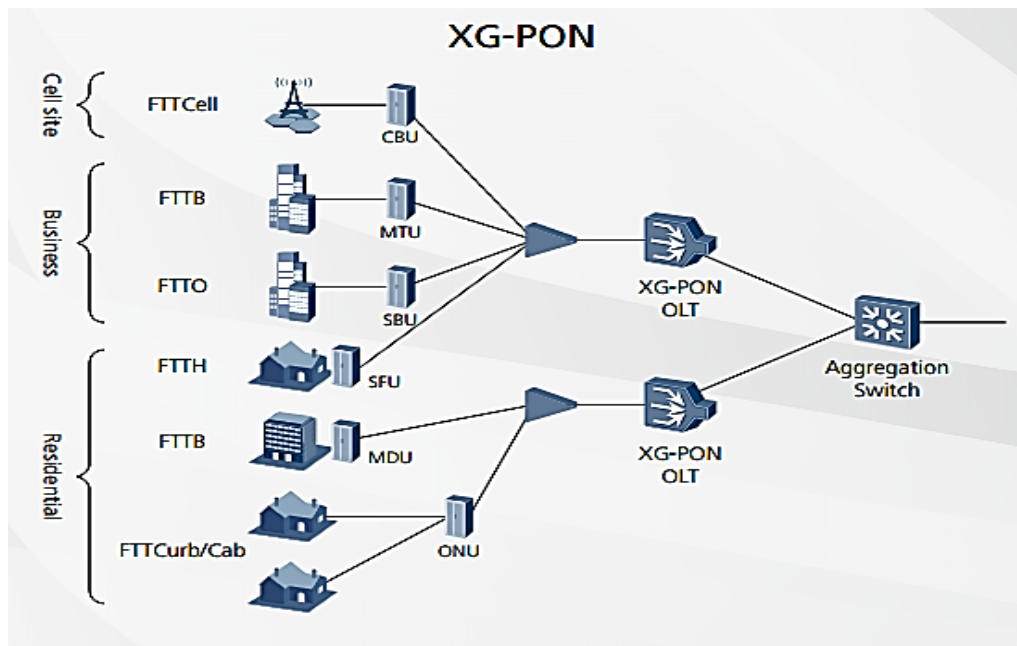 XG-PON
Cell site
FTTCell
CBU
Business
FTTB
MTU
FTTO
SBU
XG-PON
OLT
Aggregation
Switch
Residential
FTTH
SFU
FTTB
MDU
XG-PON
OLT
FTTCurb/Cab
ONU